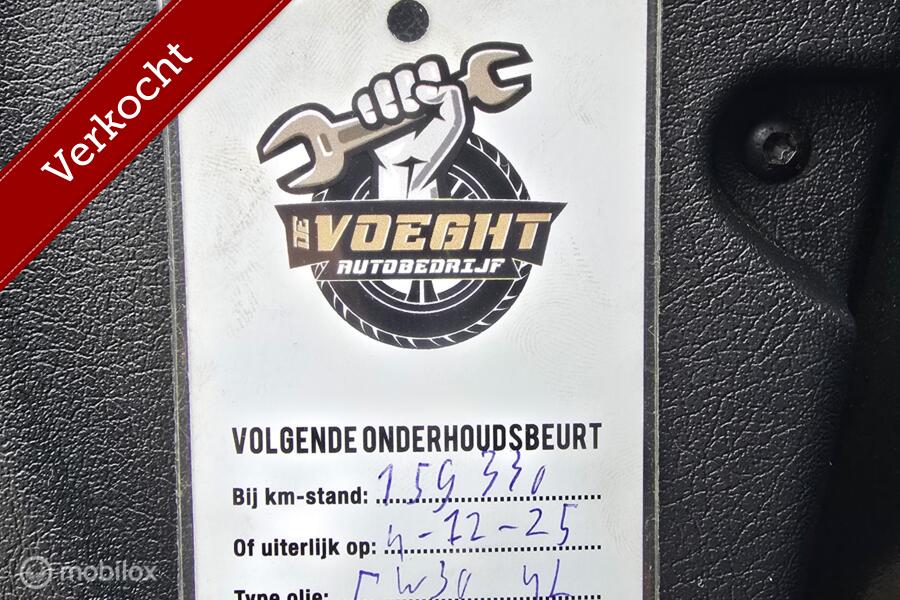 Verkocht
DE VOEGHT
AUTOBEDRIJF
VOLGENDE ONDERHOUDSBEURT
Bij km-stand: 159 330
Of uiterlijk op: 4-12-25
Type olie: 5W30 4L
mobilox